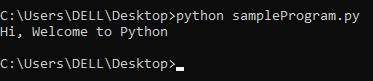 C:\Users\DELL\Desktop>python sampleProgram.py
Hi, Welcome to Python
C:\Users\DELL\Desktop>